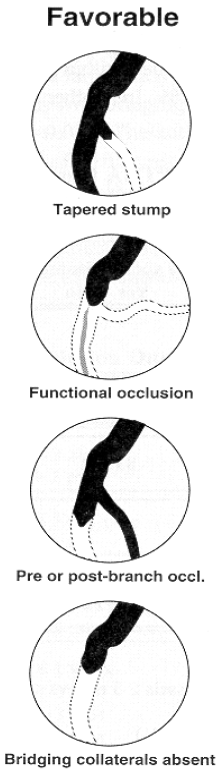 Favorable
Tapered stump
Functional occlusion
Pre or post-branch occl.
Bridging collaterals absent